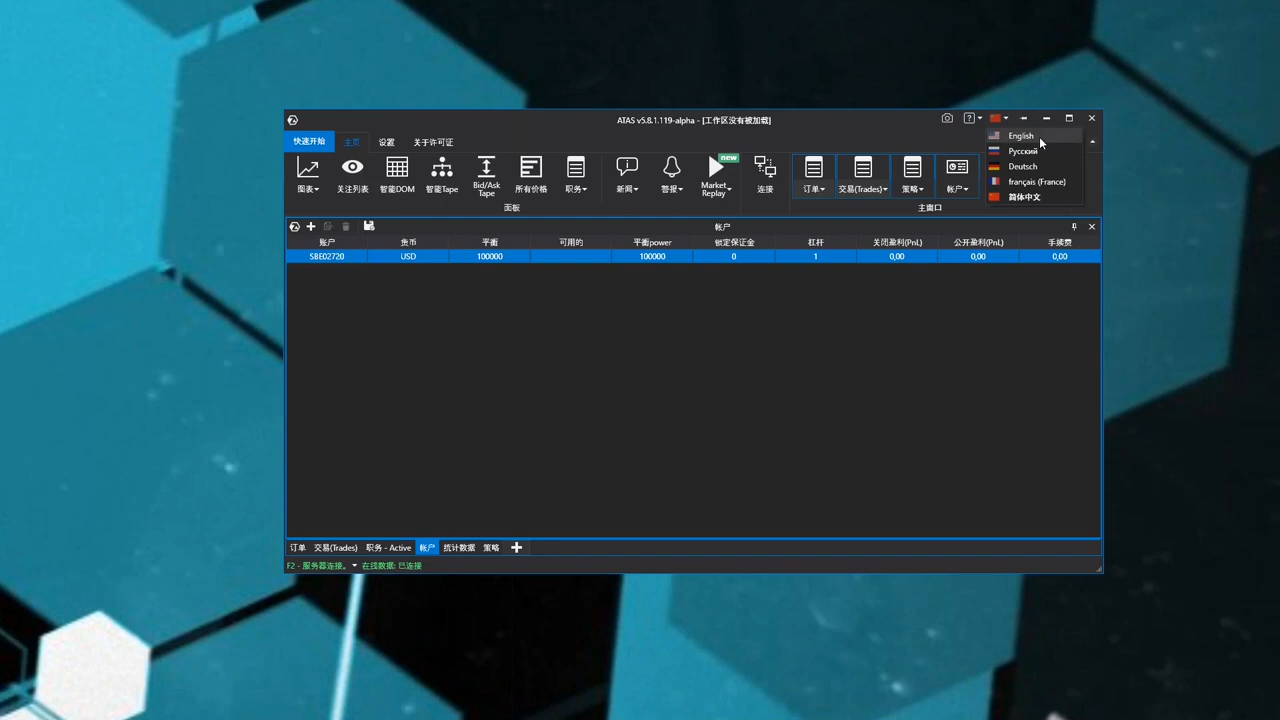 ATAS v5.8.1.119-alpha - [工作区没有被加载]
快速开始 主页 设置 关于许可证
English
Русский
Deutsch
français (France)
简体中文
new
图表 关注列表 智能DOM 智能Tape Bid/Ask Tape 所有价格 职务 新闻 警报 Market Replay 连接 订单 交易(Trades) 策略 帐户
面板 主窗口
帐户
账户 货币 平衡 可用的 平衡power 锁定保证金 杠杆 关闭盈利(PnL) 公开盈利(PnL) 手续费
SBE02720 USD 100000 100000 0 1 0,00 0,00 0,00
订单 交易(Trades) 职务 - Active 帐户 统计数据 策略
F2 - 服务器连接。 在线数据: 已连接